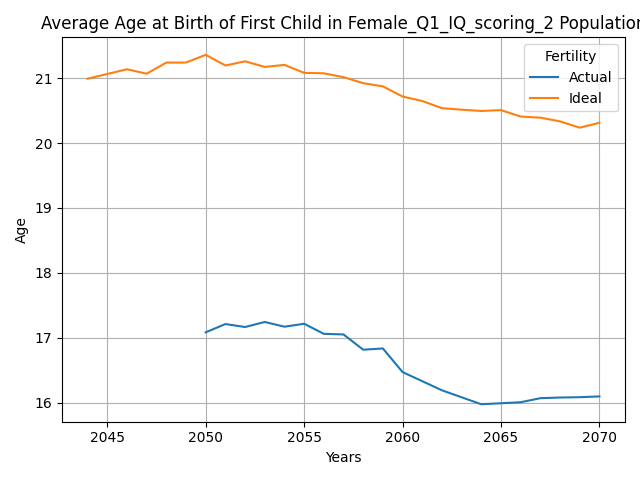 Average Age at Birth of First Child in Female_Q1_IQ_scoring_2 Population
Fertility
Actual
Ideal
21
20
19
18
17
16
Age
2045 2050 2055 2060 2065 2070
Years